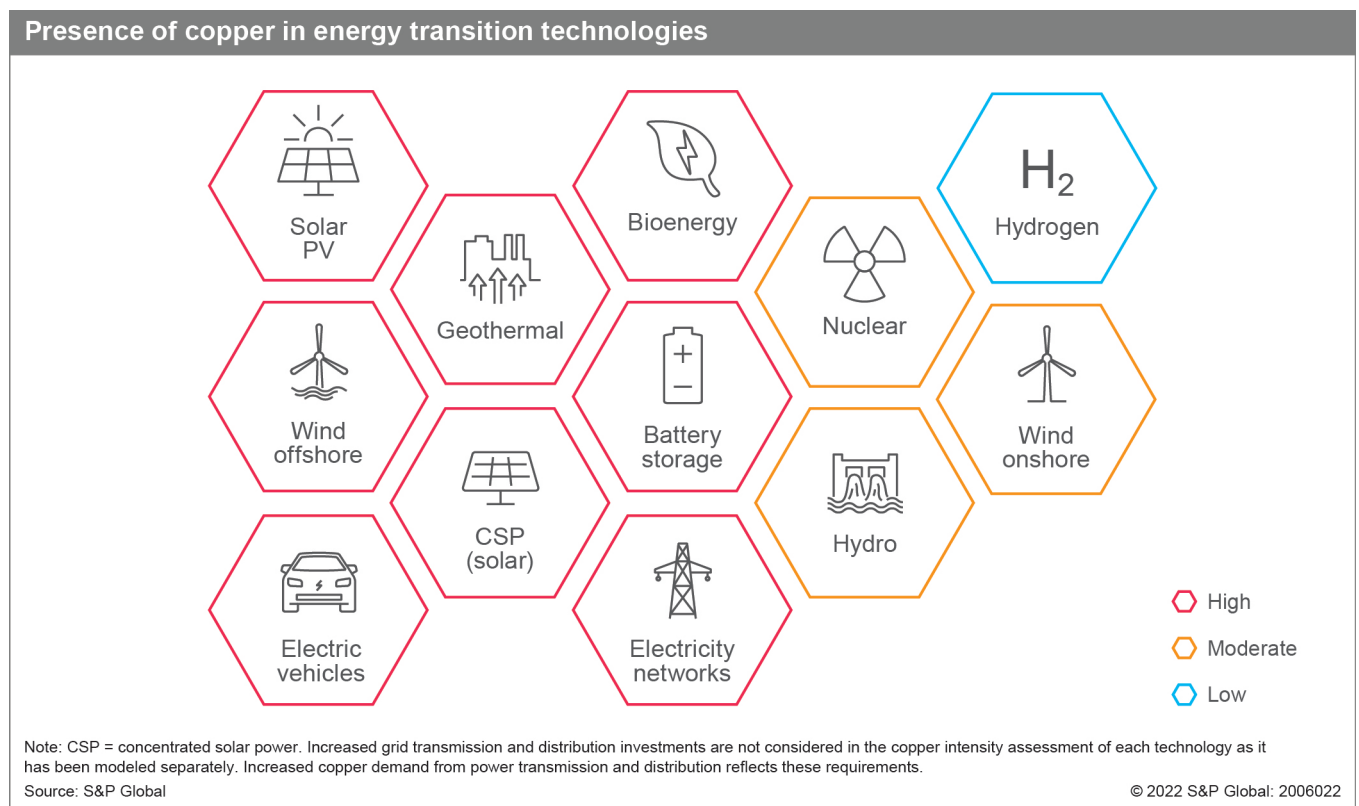 Presence of copper in energy transition technologies
Solar
PV
Bioenergy
H₂
Hydrogen
Geothermal
Nuclear
Wind
offshore
Battery
storage
Wind
onshore
CSP
(solar)
Hydro
Electric
vehicles
Electricity
networks
High
Moderate
Low
Note: CSP = concentrated solar power. Increased grid transmission and distribution investments are not considered in the copper intensity assessment of each technology as it
has been modeled separately. Increased copper demand from power transmission and distribution reflects these requirements.
Source: S&P Global
© 2022 S&P Global: 2006022